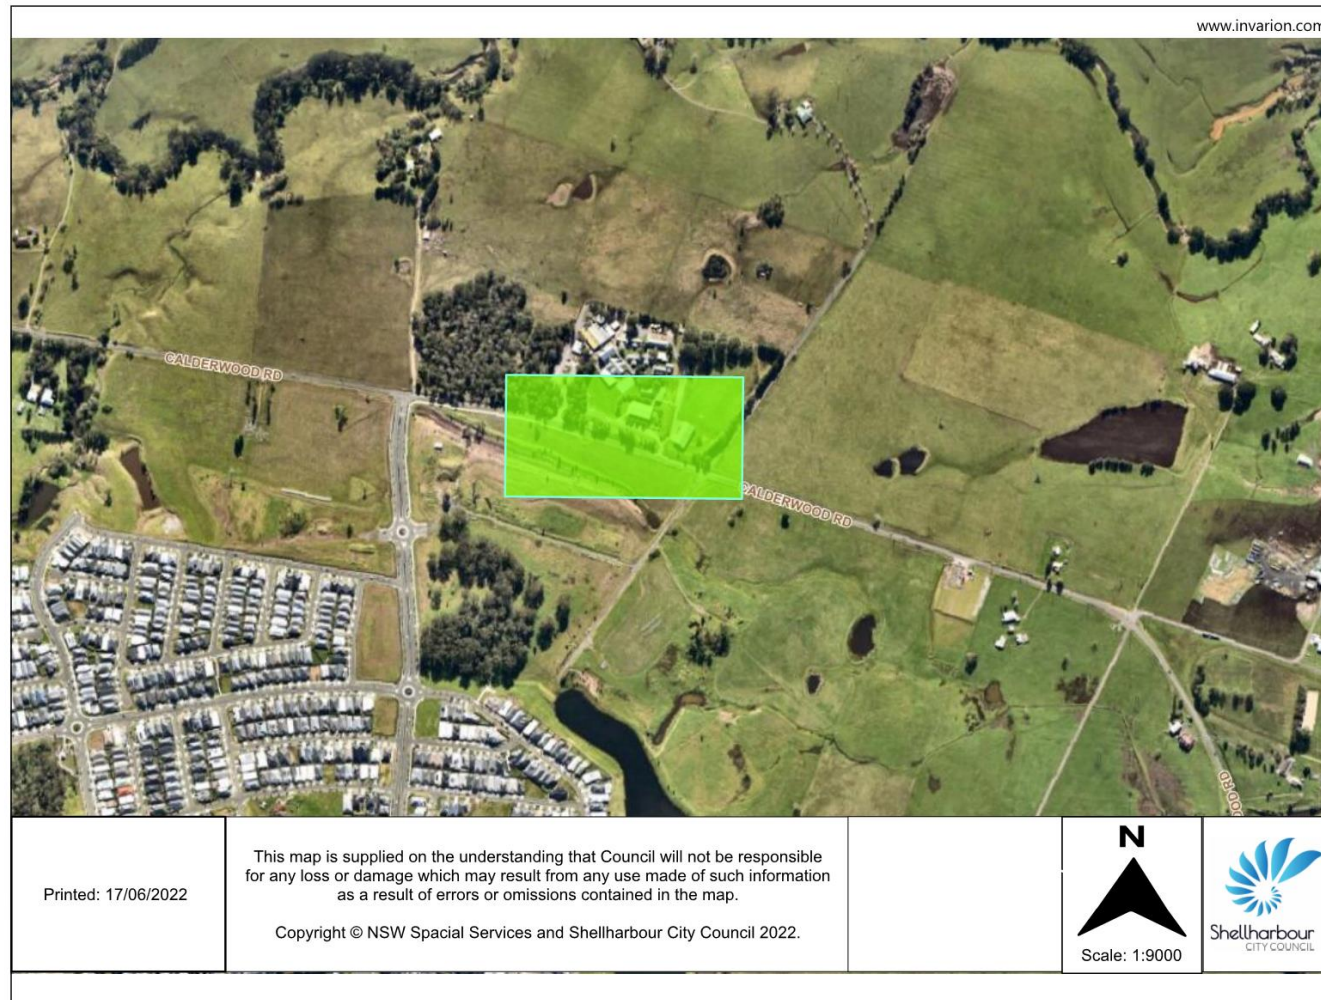 www.invarion.com
CALDERWOOD RD
CALDERWOOD RD
OD RD
Printed: 17/06/2022
This map is supplied on the understanding that Council will not be responsible
for any loss or damage which may result from any use made of such information
as a result of errors or omissions contained in the map.
Copyright © NSW Spacial Services and Shellharbour City Council 2022.
N
Scale: 1:9000
Shellharbour
CITY COUNCIL